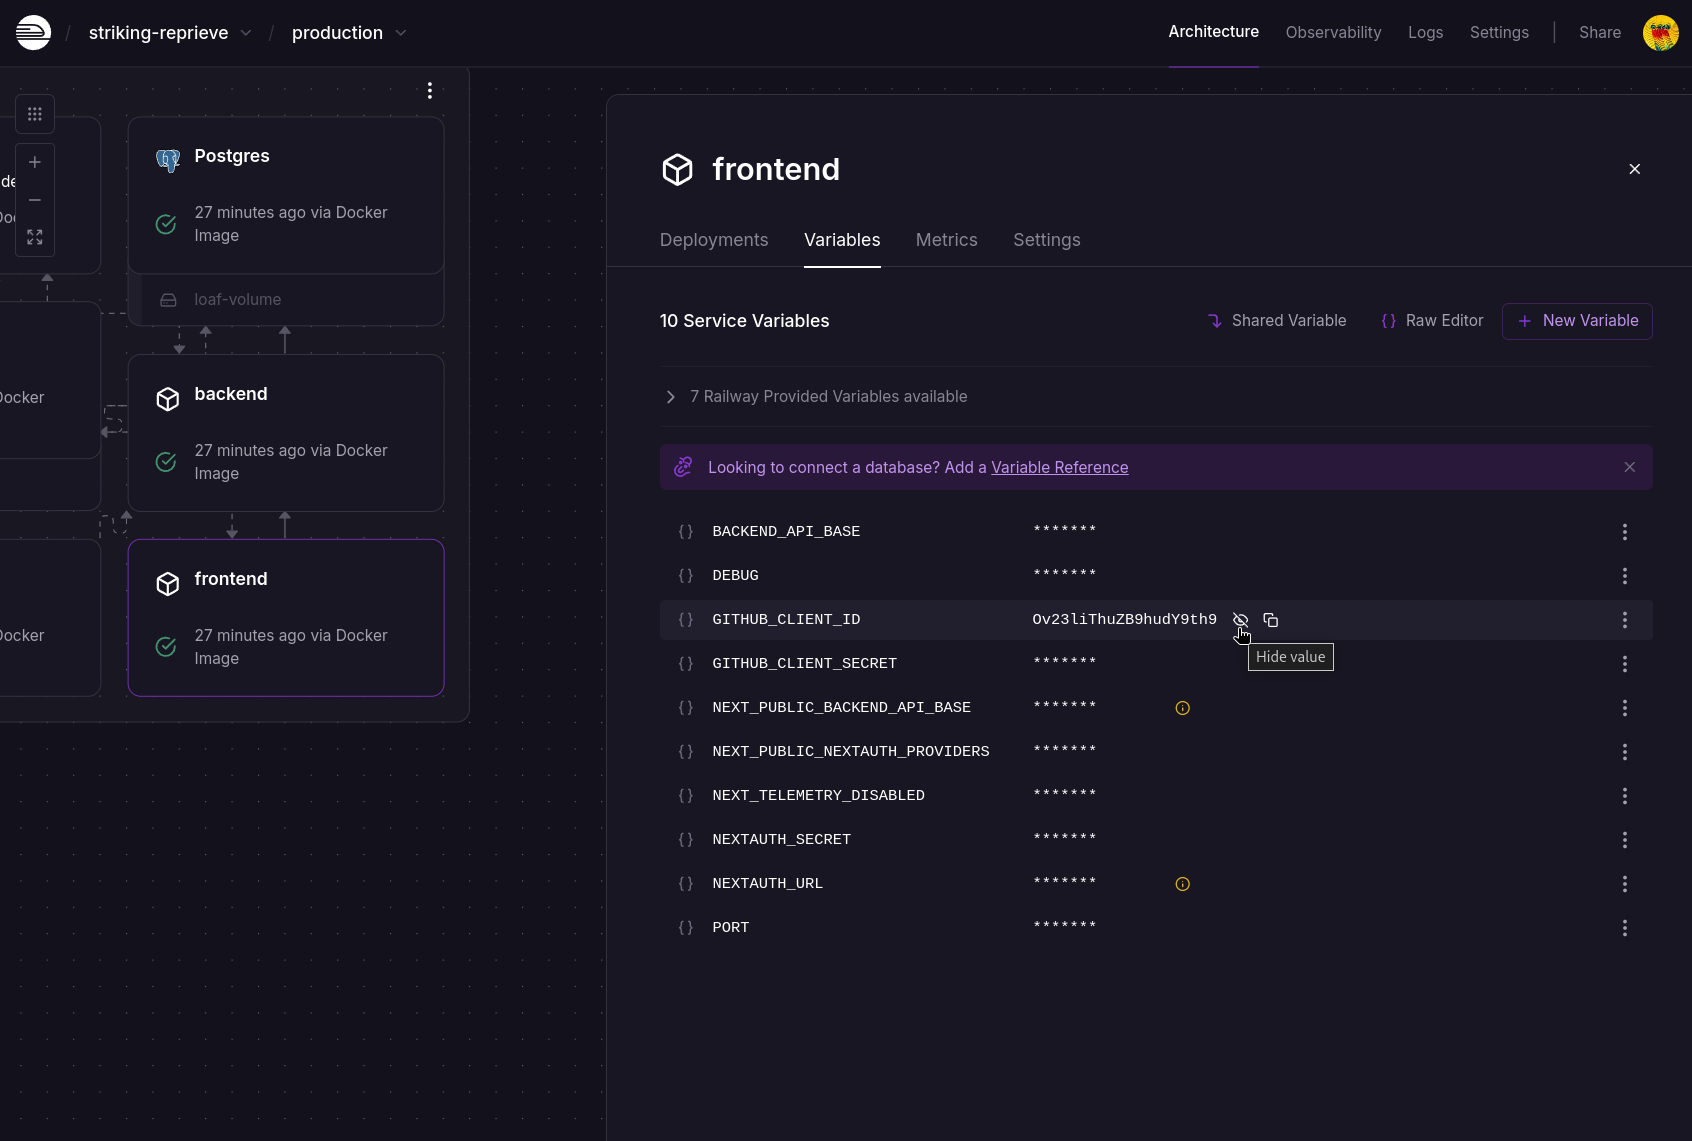 striking-reprieve
production
Architecture
Observability
Logs
Settings
Share
Postgres
27 minutes ago via Docker
Image
loaf-volume
Docker
backend
27 minutes ago via Docker
Image
Docker
frontend
27 minutes ago via Docker
Image
frontend
Deployments
Variables
Metrics
Settings
10 Service Variables
Shared Variable
Raw Editor
New Variable
7 Railway Provided Variables available
Looking to connect a database? Add a Variable Reference
BACKEND_API_BASE *******
DEBUG *******
GITHUB_CLIENT_ID Ov23liThuZB9hudY9th9
Hide value
GITHUB_CLIENT_SECRET *******
NEXT_PUBLIC_BACKEND_API_BASE *******
NEXT_PUBLIC_NEXTAUTH_PROVIDERS *******
NEXT_TELEMETRY_DISABLED *******
NEXTAUTH_SECRET *******
NEXTAUTH_URL *******
PORT *******